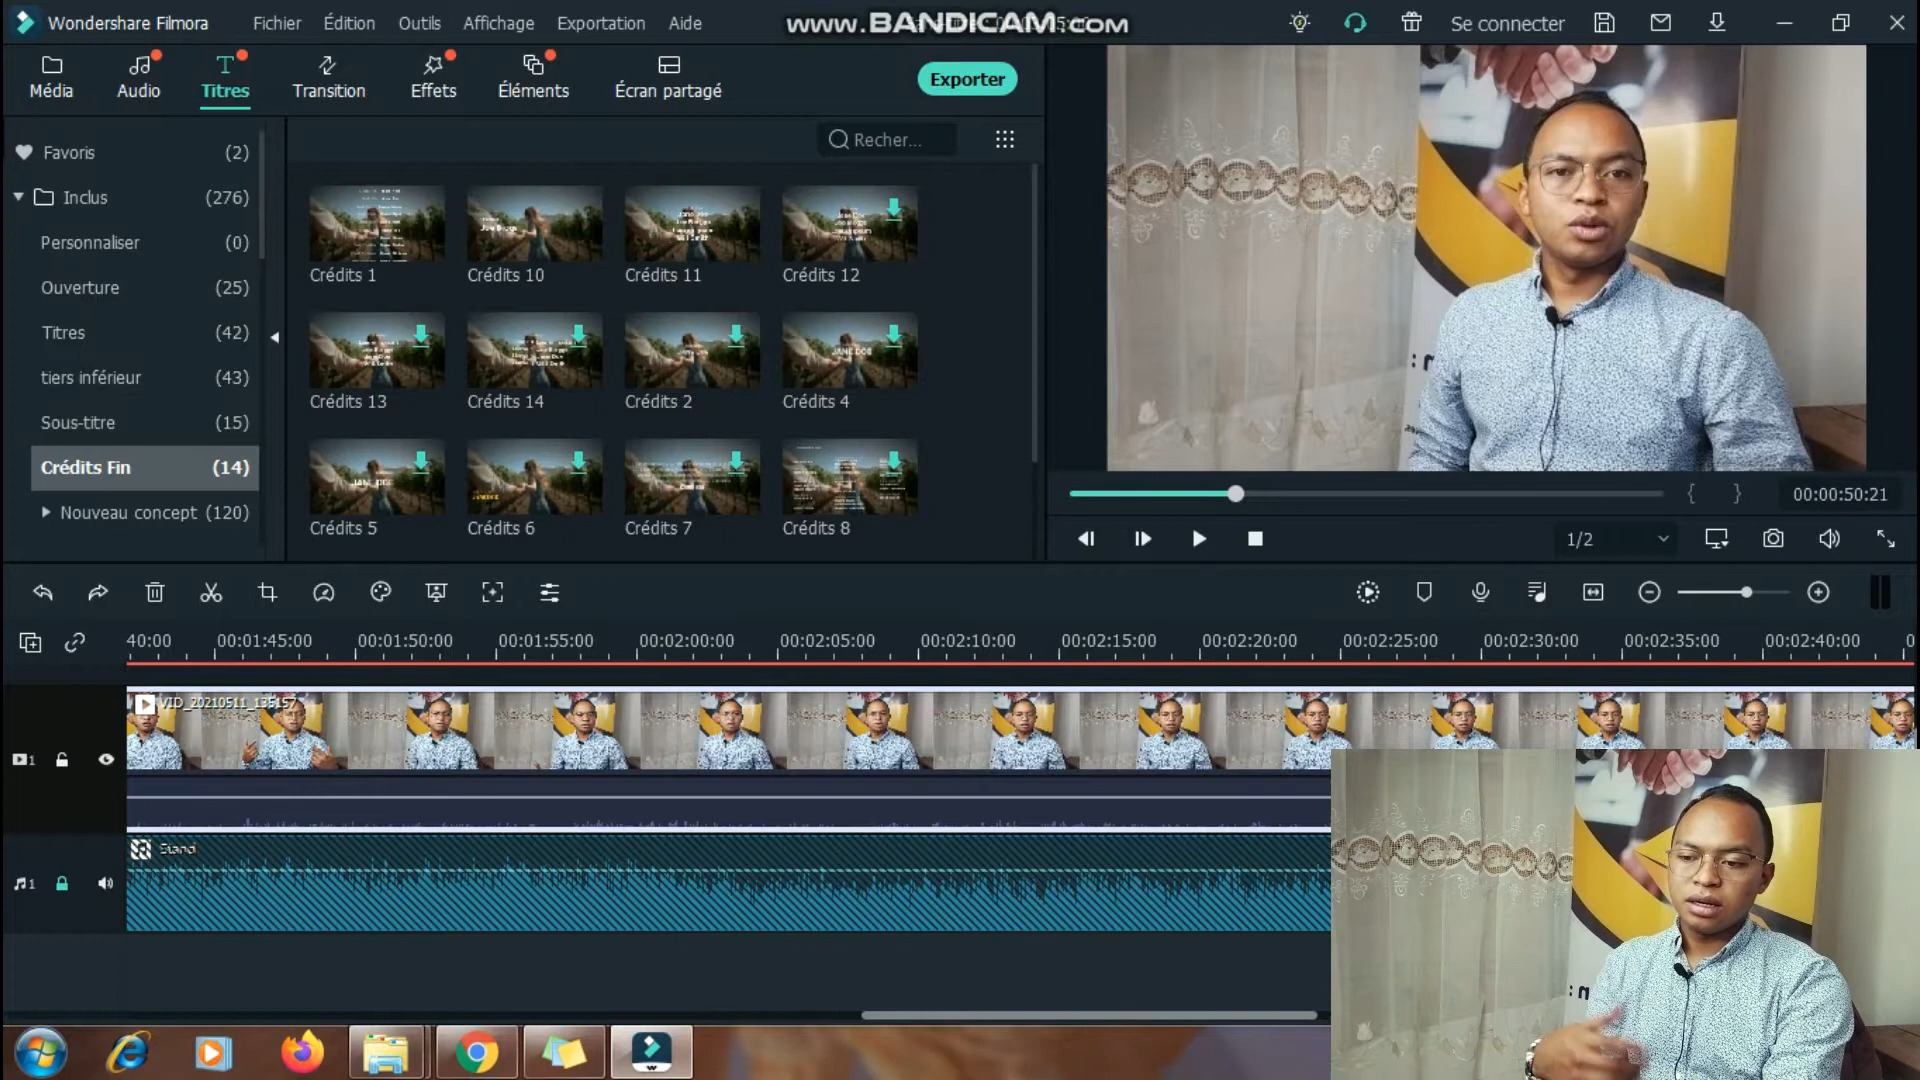 Wondershare Filmora
Fichier
Édition
Outils
Affichage
Exportation
Aide
www.BANDICAM.COM
Se connecter
Média
Audio
Titres
Transition
Effets
Éléments
Écran partagé
Exporter
Recher...
Favoris (2)
Inclus (276)
Personnaliser (0)
Ouverture (25)
Titres (42)
tiers inférieur (43)
Sous-titre (15)
Crédits Fin (14)
Nouveau concept (120)
Crédits 1
Crédits 10
Crédits 11
Crédits 12
Crédits 13
Crédits 14
Crédits 2
Crédits 4
JANE DOE
Crédits 5
Crédits 6
Crédits 7
Crédits 8
00:00:50:21
1/2
40:00
00:01:45:00
00:01:50:00
00:01:55:00
00:02:00:00
00:02:05:00
00:02:10:00
00:02:15:00
00:02:20:00
00:02:25:00
00:02:30:00
00:02:35:00
00:02:40:00
0
VID_20210511_135157
1
Stand
1